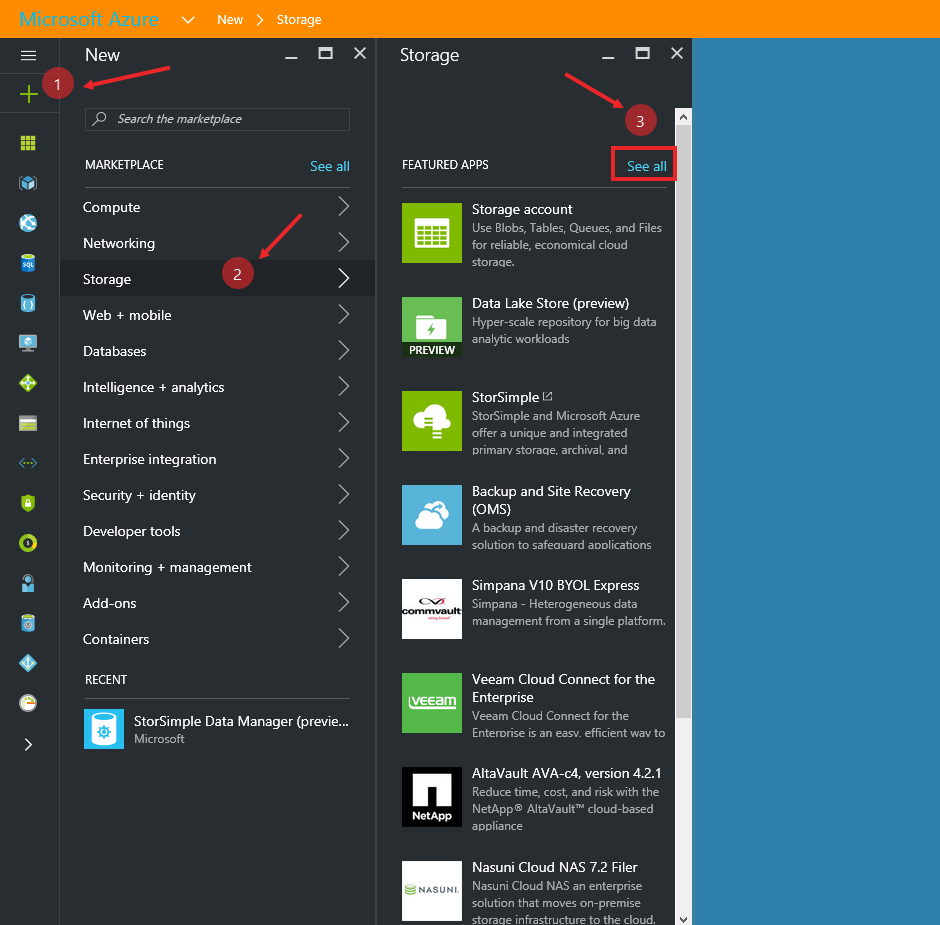 Microsoft Azure New Storage
New
1
Search the marketplace
MARKETPLACE See all
Compute
Networking
Storage
2
Web + mobile
Databases
Intelligence + analytics
Internet of things
Enterprise integration
Security + identity
Developer tools
Monitoring + management
Add-ons
Containers
RECENT
StorSimple Data Manager (previe...
Microsoft
SQL
Storage
3
FEATURED APPS See all
Storage account
Use Blobs, Tables, Queues, and Files
for reliable, economical cloud
storage.
Data Lake Store (preview)
Hyper-scale repository for big data
analytic workloads
PREVIEW
StorSimple
StorSimple and Microsoft Azure
offer a unique and integrated
primary storage, archival, and
Backup and Site Recovery
(OMS)
A backup and disaster recovery
solution to safeguard applications
commvault
Simpana V10 BYOL Express
Simpana - Heterogeneous data
management from a single platform.
veeam
Veeam Cloud Connect for the
Enterprise
Veeam Cloud Connect for the
Enterprise is an easy, efficient way to
NetApp
AltaVault AVA-c4, version 4.2.1
Reduce time, cost, and risk with the
NetApp® AltaVault™ cloud-based
appliance
NASUNI.
Nasuni Cloud NAS 7.2 Filer
Nasuni Cloud NAS an enterprise
solution that moves on-premise
storage infrastructure to the cloud.